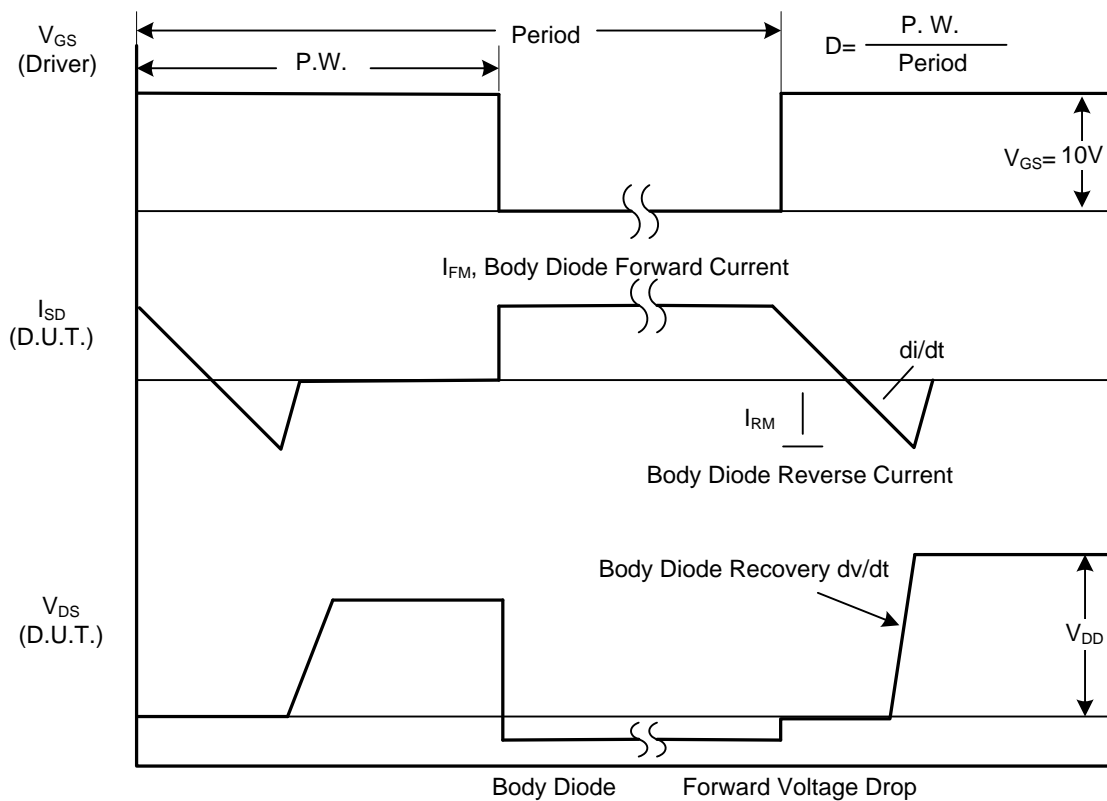 V_GS
(Driver)
Period
P.W.
D= P. W.
Period
V_GS= 10V
I_FM, Body Diode Forward Current
I_SD
(D.U.T.)
di/dt
I_RM
Body Diode Reverse Current
Body Diode Recovery dv/dt
V_DS
(D.U.T.)
V_DD
Body Diode Forward Voltage Drop